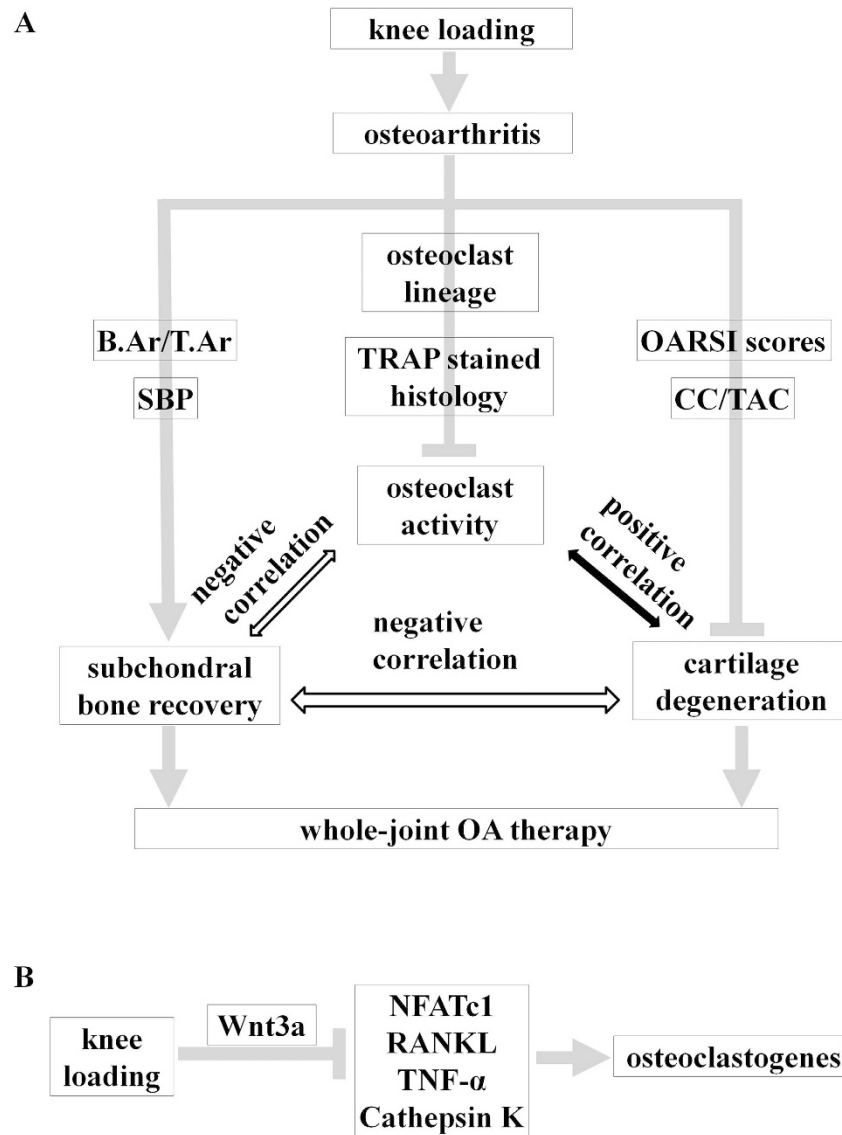 A
knee loading
osteoarthritis
osteoclast
lineage
B.Ar/T.Ar
SBP
TRAP stained
histology
OARSI scores
CC/TAC
osteoclast
activity
negative
correlation
positive
correlation
negative
correlation
subchondral
bone recovery
cartilage
degeneration
whole-joint OA therapy
B
knee
loading
Wnt3a
NFATc1
RANKL
TNF-α
Cathepsin K
osteoclastogenes